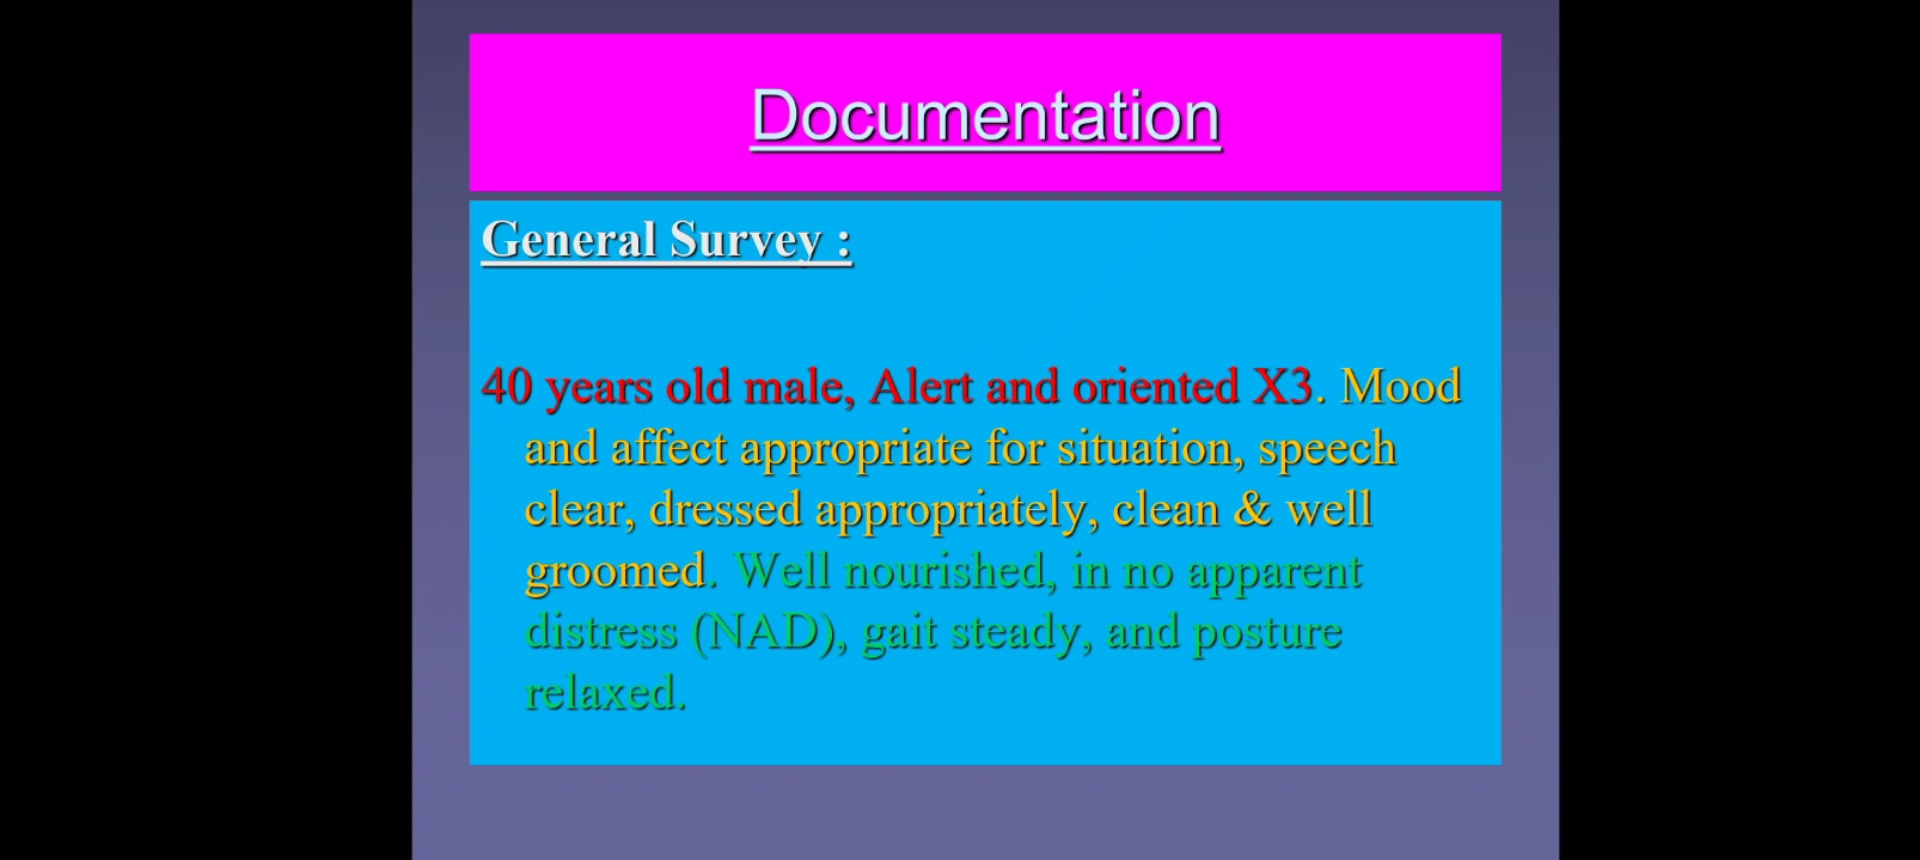 Documentation
General Survey :
40 years old male, Alert and oriented X3. Mood
and affect appropriate for situation, speech
clear, dressed appropriately, clean & well
groomed. Well nourished, in no apparent
distress (NAD), gait steady, and posture
relaxed.